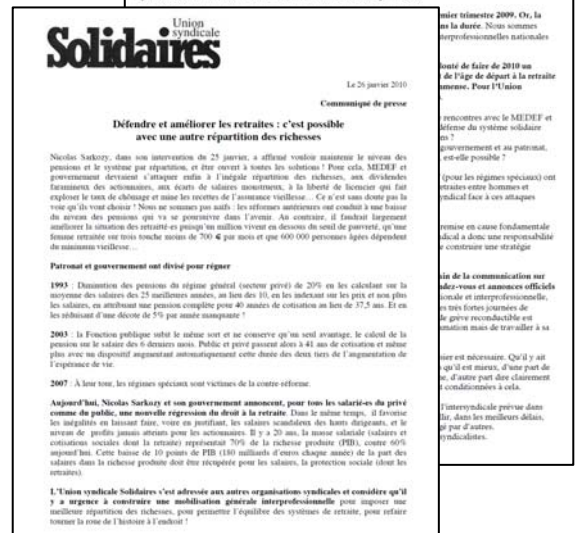 Union
syndicale
Solidaires
Le 26 janvier 2010
Communiqué de presse
Défendre et améliorer les retraites : c'est possible
avec une autre répartition des richesses
Nicolas Sarkozy, dans son intervention du 25 janvier, a affirmé vouloir maintenir le niveau des
pensions et le système par répartition, et être ouvert à toutes les solutions ! Pour cela, MEDEF et
gouvernement devraient s'attaquer enfin à l'inégale répartition des richesses, aux dividendes
faramineux des actionnaires, aux écarts de salaires monstrueux, à la liberté de licencier qui fait
exploser le taux de chômage et mine les recettes de l'assurance vieillesse… Ce n'est sans doute pas la
voie qu'ils vont choisir ! Nous ne sommes pas naïfs : les réformes antérieures ont conduit à une baisse
du niveau des pensions qui va se poursuivre dans l'avenir. Au contraire, il faudrait largement
améliorer la situation des retraité-es puisqu'un million vivent en dessous du seuil de pauvreté, qu'une
femme retraitée sur trois touche moins de 700 € par mois et que 600 000 personnes âgées dépendent
du minimum vieillesse…
Patronat et gouvernement ont divisé pour régner
1993 : Diminution des pensions du régime général (secteur privé) de 20% en les calculant sur la
moyenne des salaires des 25 meilleures années, au lieu des 10, en les indexant sur les prix et non plus
les salaires, en attribuant une pension complète pour 40 années de cotisation au lieu de 37,5 ans. Et en
les réduisant d'une décote de 5% par année manquante !
2003 : la Fonction publique subit le même sort et ne conserve qu'un seul avantage, le calcul de la
pension sur le salaire des 6 derniers mois. Public et privé passent alors à 41 ans de cotisation et même
plus avec un dispositif augmentant automatiquement cette durée des deux tiers de l'augmentation de
l'espérance de vie.
2007 : À leur tour, les régimes spéciaux sont victimes de la contre-réforme.
Aujourd'hui, Nicolas Sarkozy et son gouvernement annoncent, pour tous les salarié-es du privé
comme du public, une nouvelle régression du droit à la retraite. Dans le même temps, il favorise
les inégalités en laissant faire, voire en justifiant, les salaires scandaleux des hauts dirigeants, et le
niveau de profits jamais atteints pour les actionnaires. Il y a 20 ans, la masse salariale (salaires et
cotisations sociales dont la retraite) représentait 70% de la richesse produite (PIB), contre 60%
aujourd'hui. Cette baisse de 10 points de PIB (180 milliards d'euros chaque année) de la part des
salaires dans la richesse produite doit être récupérée pour les salaires, la protection sociale (dont les
retraites).
L'Union syndicale Solidaires s'est adressée aux autres organisations syndicales et considère qu'il
y a urgence à construire une mobilisation générale interprofessionnelle pour imposer une
meilleure répartition des richesses, pour permettre l'équilibre des systèmes de retraite, pour refaire
tourner la roue de l'histoire à l'endroit !
mier trimestre 2009. Or, la
la durée. Nous sommes
terprofessionnelles nationales
lonté de faire de 2010 un
de l'âge de départ à la retraite
mmense. Pour l'Union
rencontres avec le MEDEF et
défense du système solidaire
ns ?
gouvernement et au patronat,
est-elle possible ?
(pour les régimes spéciaux) ont
etraites entre hommes et
yndical face à ces attaques
remise en cause fondamentale
dical a donc une responsabilité
e construire une stratégie
ain de la communication sur
ndez-vous et annonces officiels
ionale et interprofessionnelle,
es très fortes journées de
le grève reconductible est
mation mais de travailler à sa
nier est nécessaire. Qu'il y ait
qu'il est mieux, d'une part de
e, d'autre part dire clairement
conditionnées à cela.
l'intersyndicale prévue dans
llir, dans les meilleurs délais,
gé par d'autres.
yndicalistes.